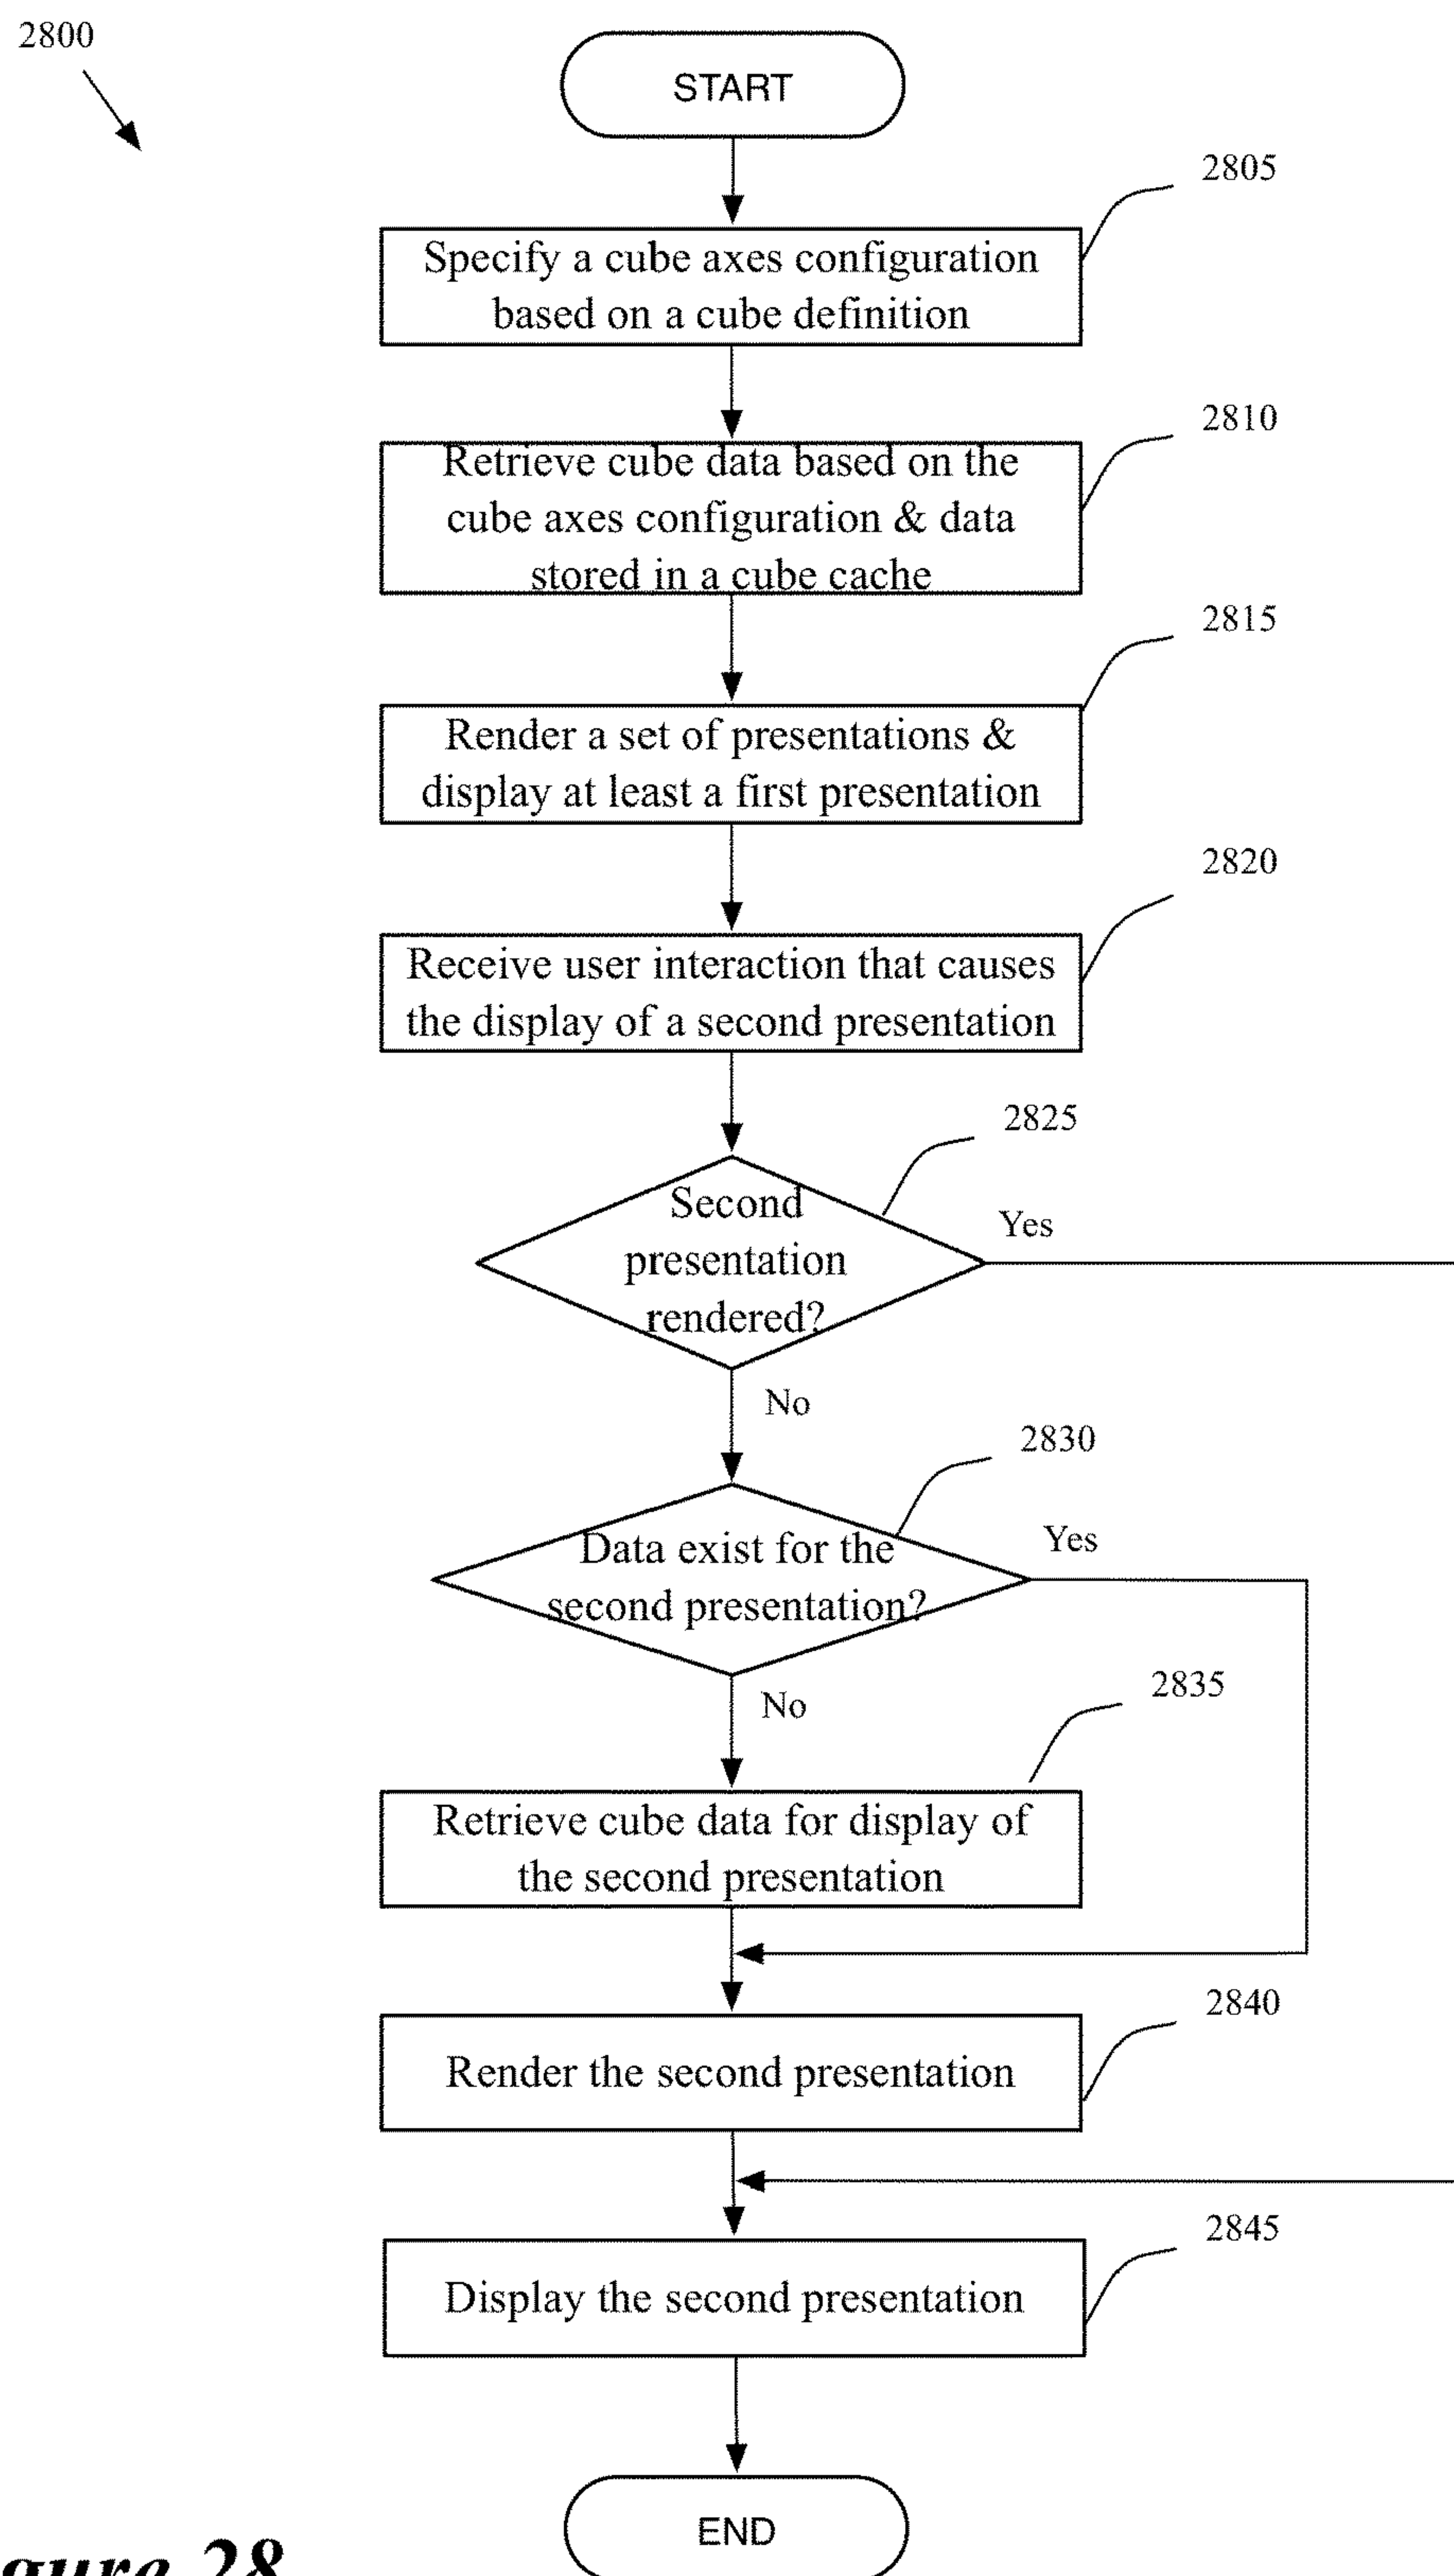 2800
START
2805
Specify a cube axes configuration
based on a cube definition
2810
Retrieve cube data based on the
cube axes configuration & data
stored in a cube cache
2815
Render a set of presentations &
display at least a first presentation
2820
Receive user interaction that causes
the display of a second presentation
2825
Second
presentation
rendered?
Yes
No
2830
Data exist for the
second presentation?
Yes
No
2835
Retrieve cube data for display of
the second presentation
2840
Render the second presentation
2845
Display the second presentation
END
gure 28